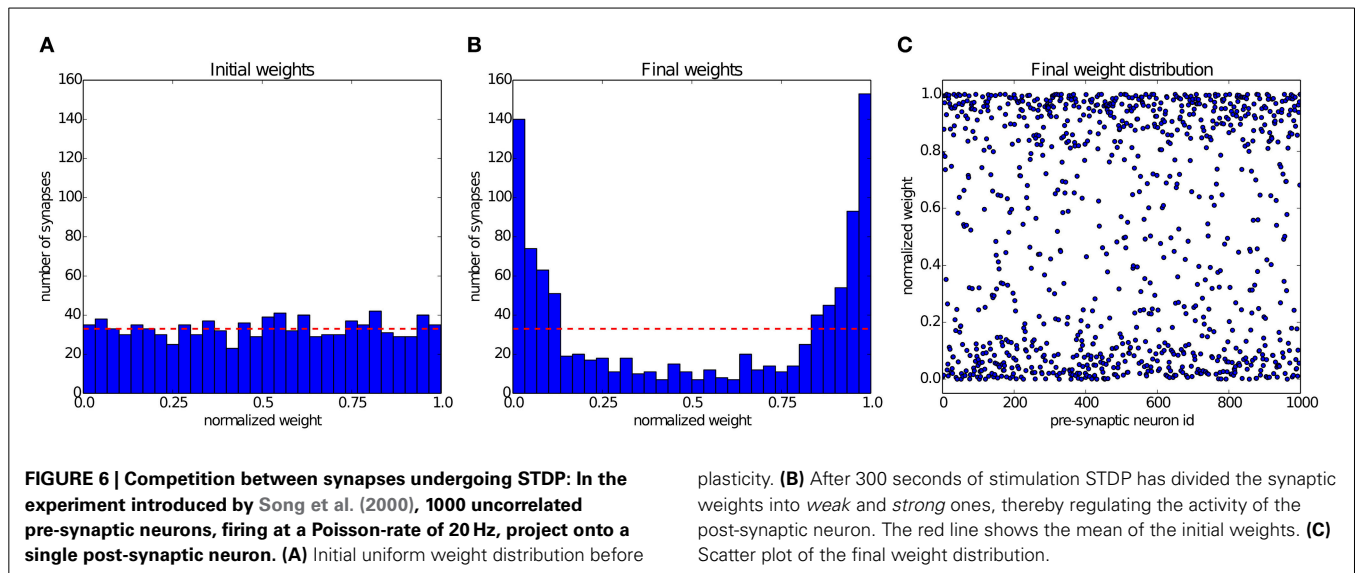 A
Initial weights
160
140
120
100
80
60
40
20
0
number of synapses
0.0 0.25 0.50 0.75 1.0
normalized weight
B
Final weights
160
140
120
100
80
60
40
20
0
number of synapses
0.0 0.25 0.50 0.75 1.0
normalized weight
C
Final weight distribution
1.0
0.8
0.6
0.4
0.2
0.0
normalized weight
0 200 400 600 800 1000
pre-synaptic neuron id
FIGURE 6 | Competition between synapses undergoing STDP: In the
experiment introduced by Song et al. (2000), 1000 uncorrelated
pre-synaptic neurons, firing at a Poisson-rate of 20 Hz, project onto a
single post-synaptic neuron. (A) Initial uniform weight distribution before
plasticity. (B) After 300 seconds of stimulation STDP has divided the synaptic
weights into weak and strong ones, thereby regulating the activity of the
post-synaptic neuron. The red line shows the mean of the initial weights. (C)
Scatter plot of the final weight distribution.